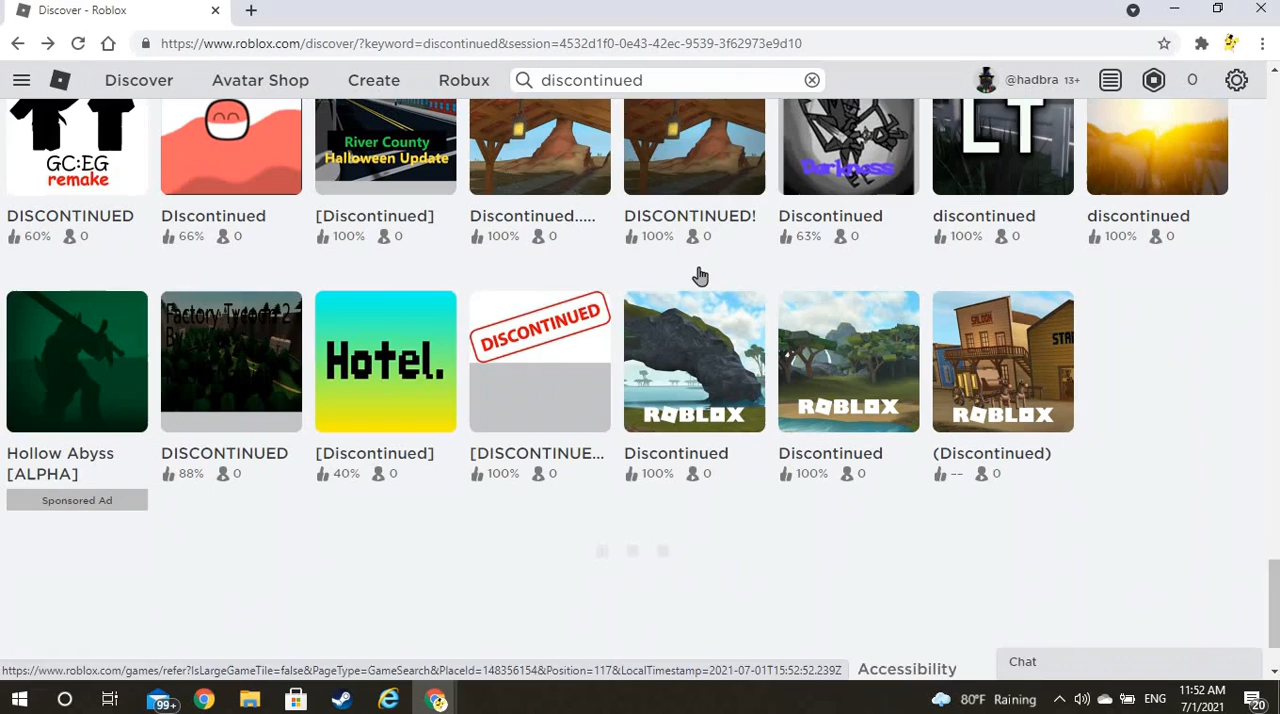 Discover - Roblox
https://www.roblox.com/discover/?keyword=discontinued&session=4532d1f0-0e43-42ec-9539-3f62973e9d10
Discover Avatar Shop Create Robux discontinued @hadbra 13+ 0
GC:EG
remake
River County
Halloween Update
Darkness
LT
DISCONTINUED DIscontinued [Discontinued] Discontinued..... DISCONTINUED! Discontinued discontinued discontinued
60% 0 66% 0 100% 0 100% 0 100% 0 63% 0 100% 0 100% 0
Factory Tycoon 2
Hotel.
DISCONTINUED
ROBLOX
ROBLOX
SALOON
ROBLOX
Hollow Abyss
[ALPHA]
DISCONTINUED [Discontinued] [DISCONTINUE... Discontinued Discontinued (Discontinued)
88% 0 40% 0 100% 0 100% 0 100% 0 -- 0
Sponsored Ad
https://www.roblox.com/games/refer?IsLargeGameTile=false&PageType=GameSearch&PlaceId=148356154&Position=117&LocalTimestamp=2021-07-01T15:52:52.239Z
Accessibility
Chat
99+
80°F Raining
ENG
11:52 AM
7/1/2021
20